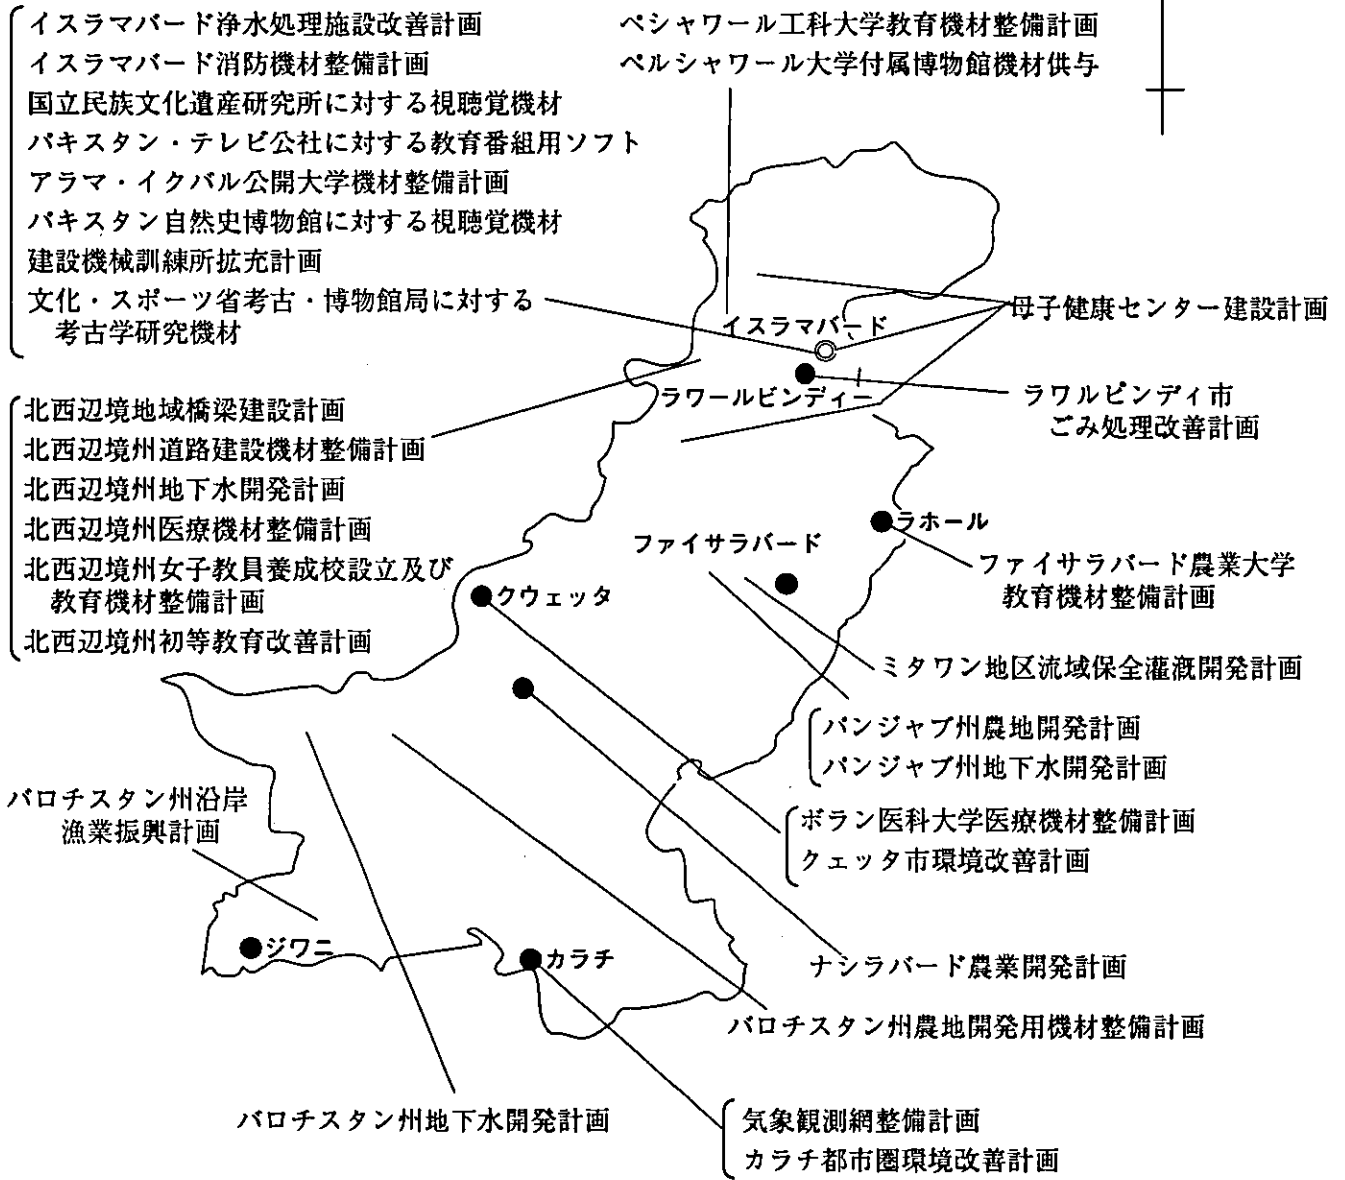 イスラマバード浄水処理施設改善計画
イスラマバード消防機材整備計画
国立民族文化遺産研究所に対する視聴覚機材
パキスタン・テレビ公社に対する教育番組用ソフト
アラマ・イクバル公開大学機材整備計画
パキスタン自然史博物館に対する視聴覚機材
建設機械訓練所拡充計画
文化・スポーツ省考古・博物館局に対する
考古学研究機材
ペシャワール工科大学教育機材整備計画
ペルシャワール大学付属博物館機材供与
母子健康センター建設計画
イスラマバード
ラワールピンディー
ラワルピンディ市
ごみ処理改善計画
北西辺境地域橋梁建設計画
北西辺境州道路建設機材整備計画
北西辺境州地下水開発計画
北西辺境州医療機材整備計画
北西辺境州女子教員養成校設立及び
教育機材整備計画
北西辺境州初等教育改善計画
ラホール
ファイサラバード
ファイサラバード農業大学
教育機材整備計画
クウェッタ
ミタワン地区流域保全灌漑開発計画
パンジャブ州農地開発計画
パンジャブ州地下水開発計画
バロチスタン州沿岸
漁業振興計画
ボラン医科大学医療機材整備計画
クェッタ市環境改善計画
ジワニ
カラチ
ナシラバード農業開発計画
バロチスタン州農地開発用機材整備計画
バロチスタン州地下水開発計画
気象観測網整備計画
カラチ都市圏環境改善計画